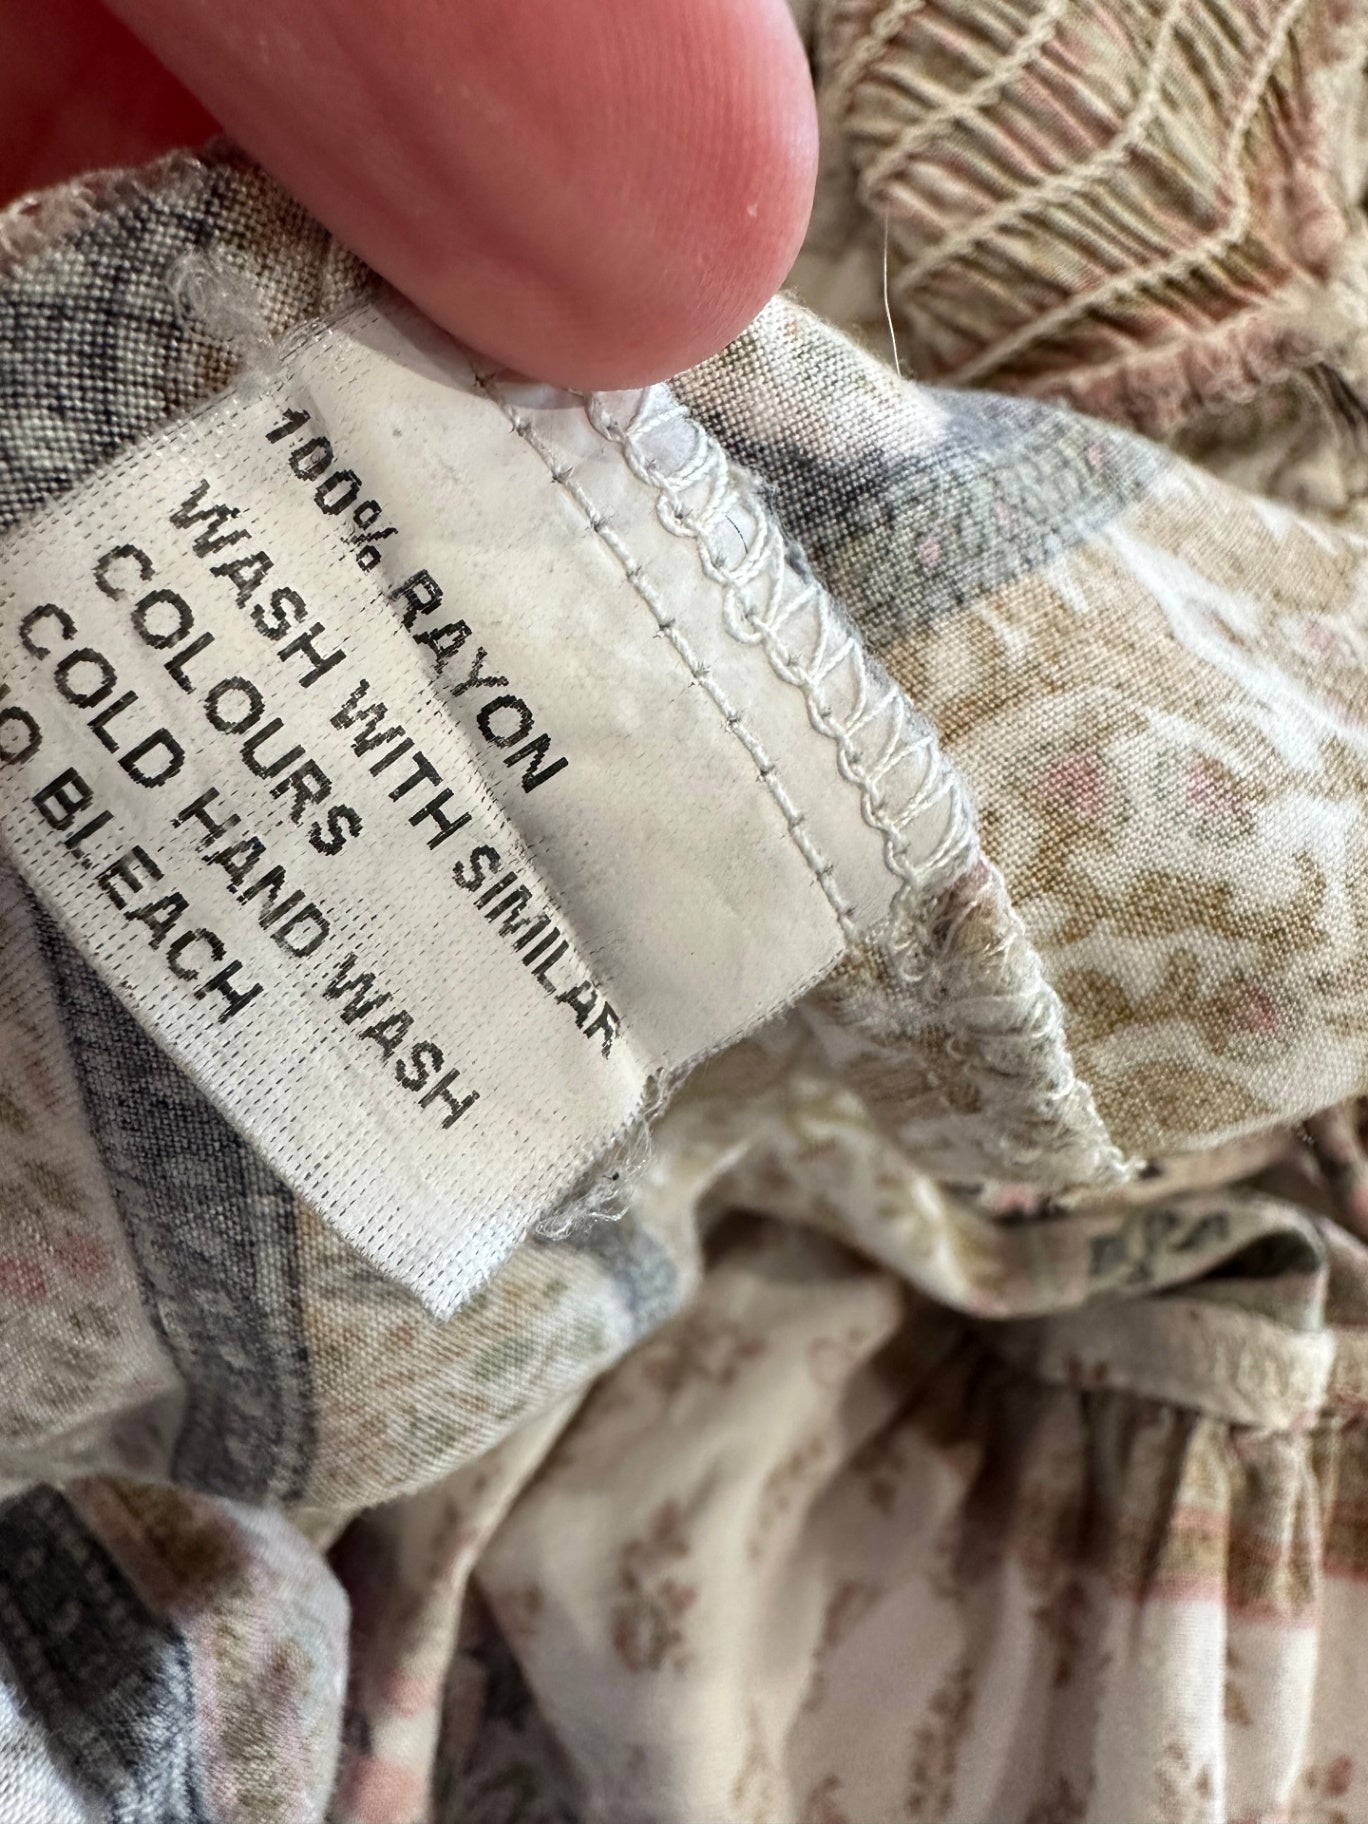 100% RAYON
WASH WITH SIMILAR
COLOURS
COLD HAND WASH
BLEACH